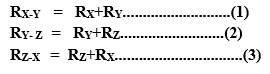 RX-Y = RX+RY............................(1)
RY- Z = RY+RZ...........................(2)
RZ-X = RZ+RX..................................(3)